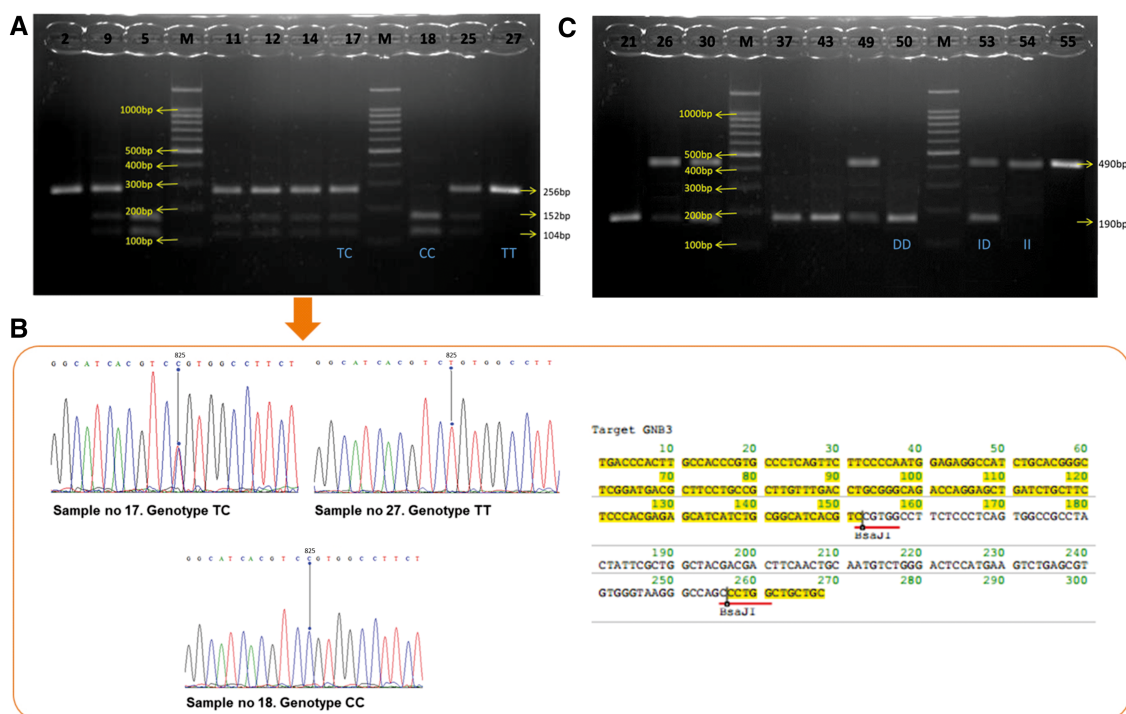 A
2 9 5 M 11 12 14 17 M 18 25 27
1000bp
500bp
400bp
300bp
200bp
100bp
256bp
152bp
104bp
TC CC TT
C
21 26 30 M 37 43 49 50 M 53 54 55
1000bp
500bp
400bp
300bp
200bp
100bp
490bp
190bp
DD ID II
B
825
G G C A T C A C G T C C G T G G C C T T C T
Sample no 17. Genotype TC
825
G G C A T C A C G T C T G T G G C C T T
Sample no 27. Genotype TT
825
G G C A T C A C G T C C G T G G C C T T C T
Sample no 18. Genotype CC
Target GNB3
10 20 30 40 50 60
TGACCCACTT GCCACCCGTG CCCTCAGTTC TTCCCCAATG GAGAGGCCAT CTGCACGGGC
70 80 90 100 110 120
TCGGATGACG CTTCCTGCCG CTTGTTTGACC TGCGGGCAG ACCAGGAGCT GATCTGCTTC
130 140 150 160 170 180
TCCCACGAGA GCATCATCTG CGGCATCACG TCCCGTGGCCT TCTCCCTCAG TGGCCGCCTA
BsaJ1
190 200 210 220 230 240
CTATTCGCTG GCTACGACGA CTTCAACTGC AATGTCTGGG ACTCCATGAA GTCTGAGCGT
250 260 270 280 290 300
GTGGGTAAGG GCCAGCCCTGG CTGCTGC
BsaJ1